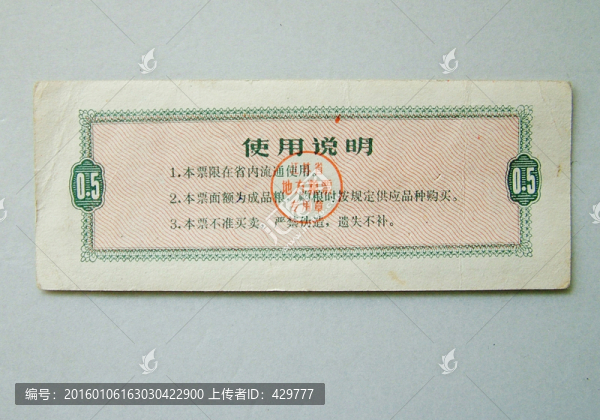 使用说明
1.本票限在省内流通使用
2.本票面额为成品粮，购粮时按规定供应品种购买。
3.本票不准买卖，严禁伪造，遗失不补。
0.5
0.5
编号：20160106163030422900 上传者ID：429777